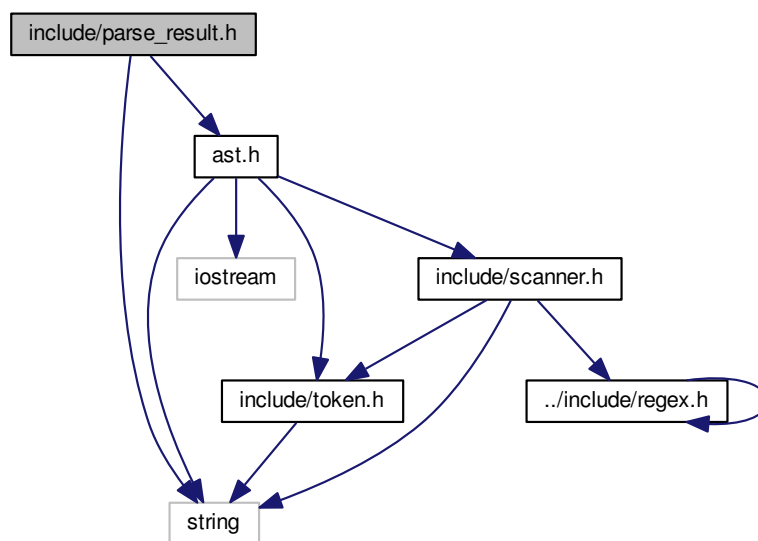 include/parse_result.h
ast.h
iostream
include/scanner.h
include/token.h
../include/regex.h
string